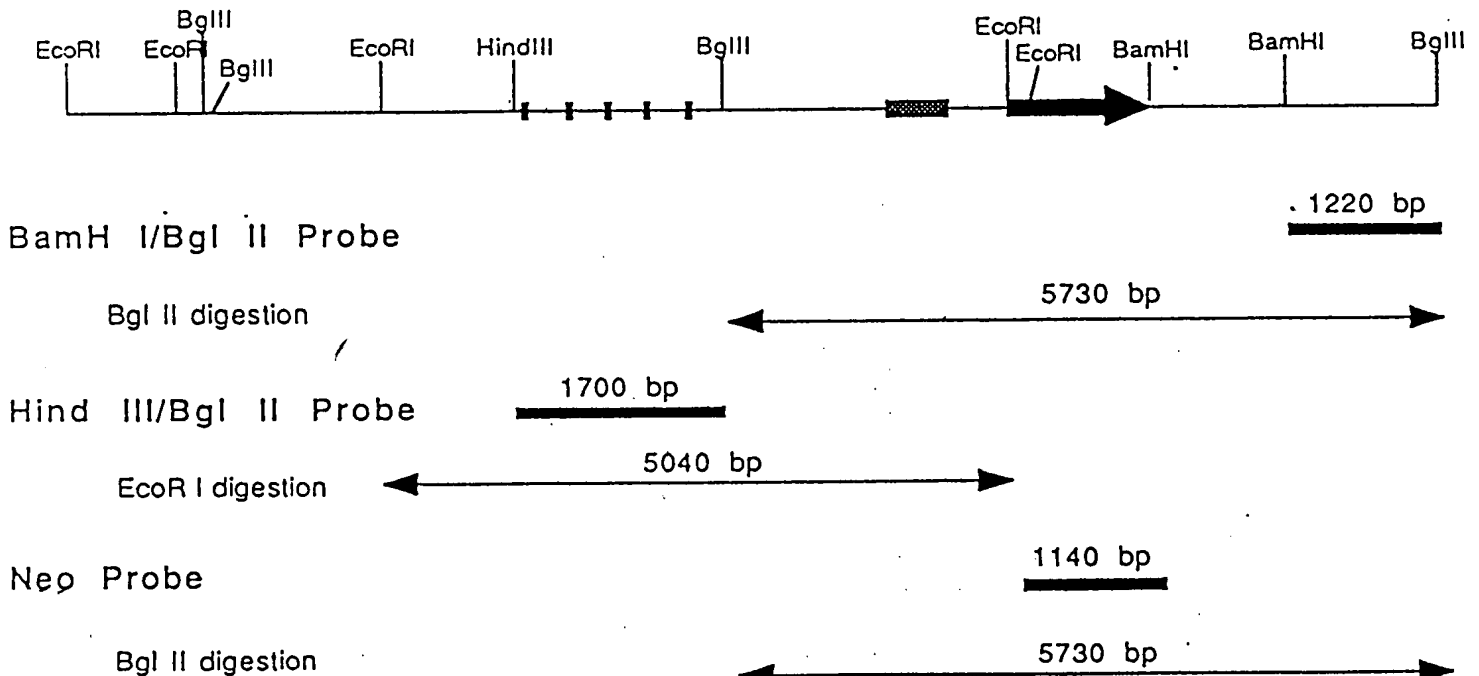 EcoRI EcoRI BglII BglII EcoRI HindIII BglII EcoRI EcoRI BamHI BamHI BglII
1220 bp
BamH I/Bgl II Probe
5730 bp
Bgl II digestion
1700 bp
Hind III/Bgl II Probe
5040 bp
EcoR I digestion
1140 bp
Neo Probe
5730 bp
Bgl II digestion